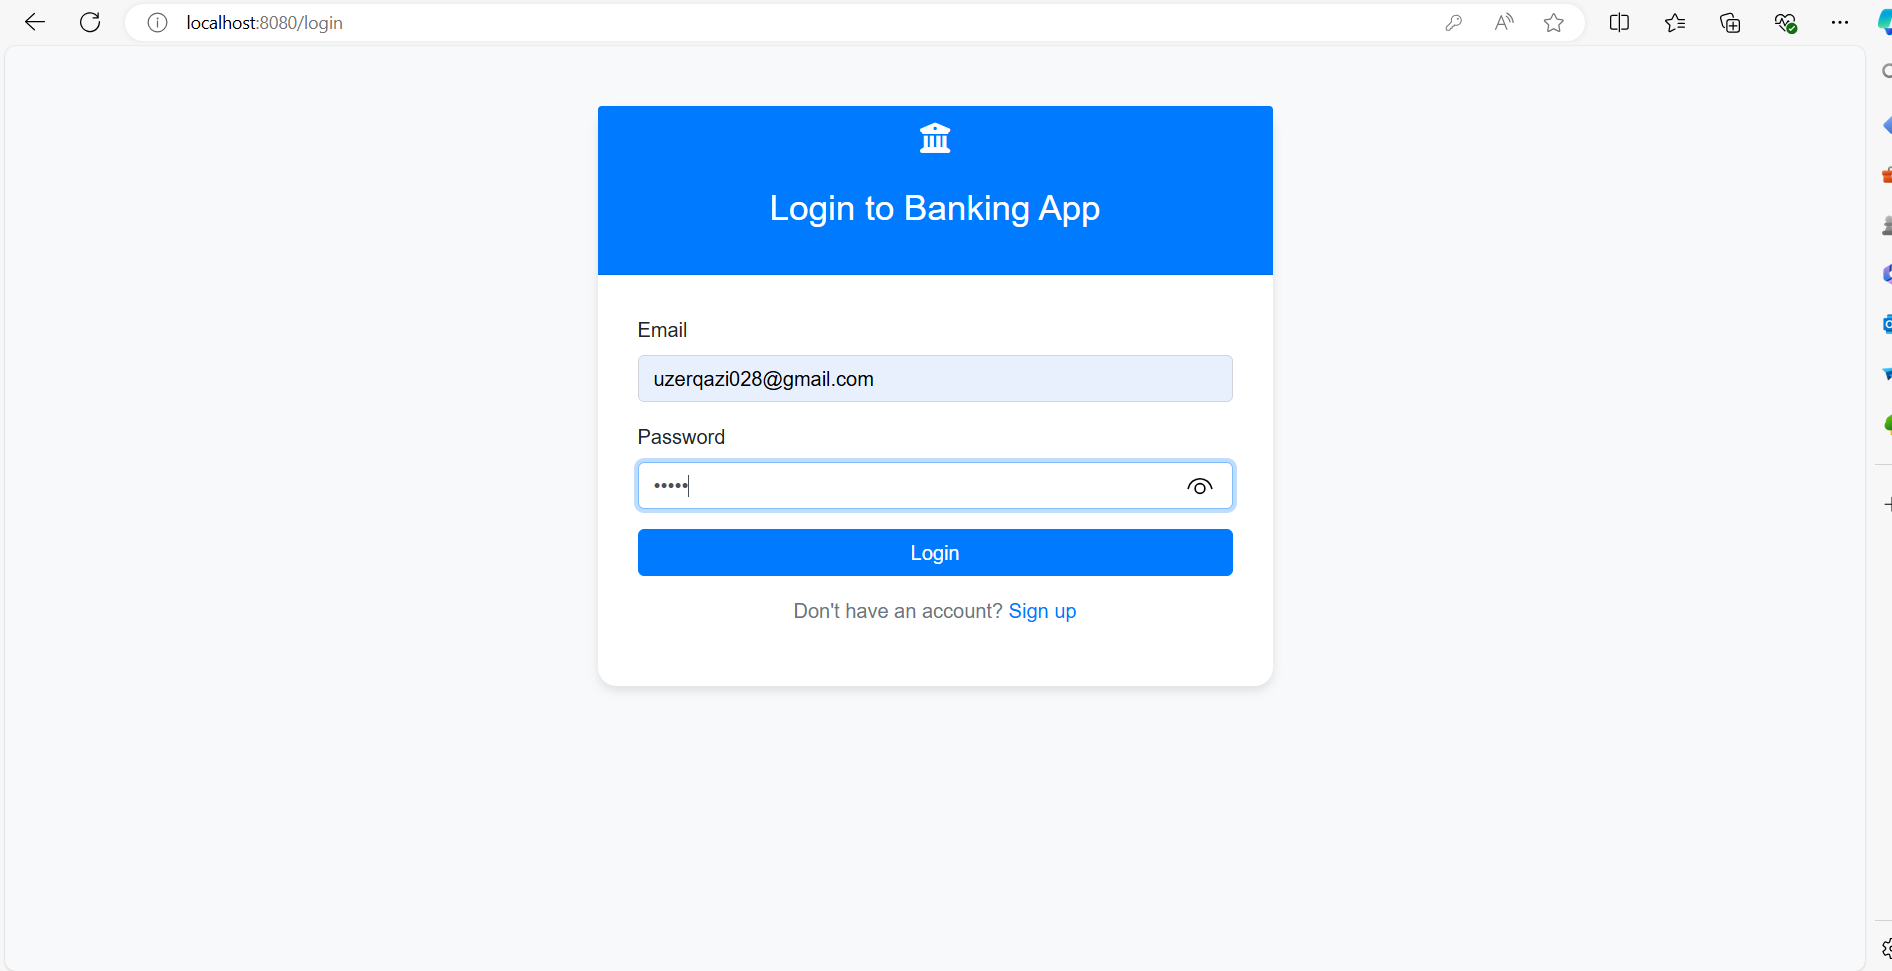 localhost:8080/login
Login to Banking App
Email
uzerqazi028@gmail.com
Password
•••••
Login
Don't have an account? Sign up